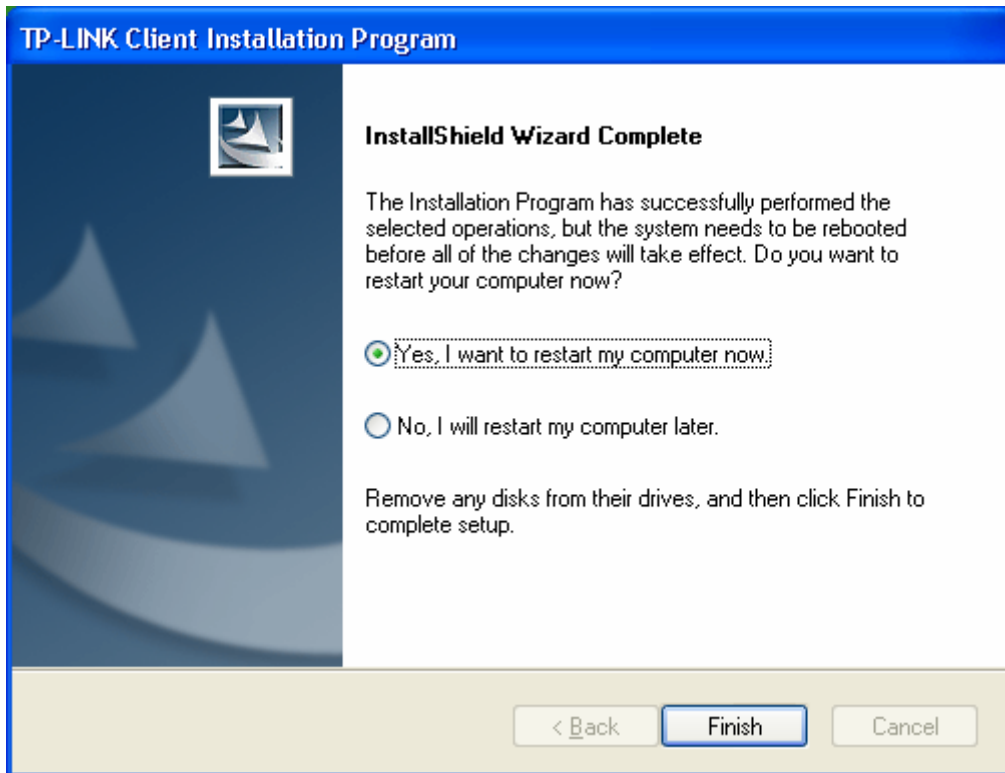 TP-LINK Client Installation Program
InstallShield Wizard Complete
The Installation Program has successfully performed the
selected operations, but the system needs to be rebooted
before all of the changes will take effect. Do you want to
restart your computer now?
Yes, I want to restart my computer now.
No, I will restart my computer later.
Remove any disks from their drives, and then click Finish to
complete setup.
< Back
Finish
Cancel